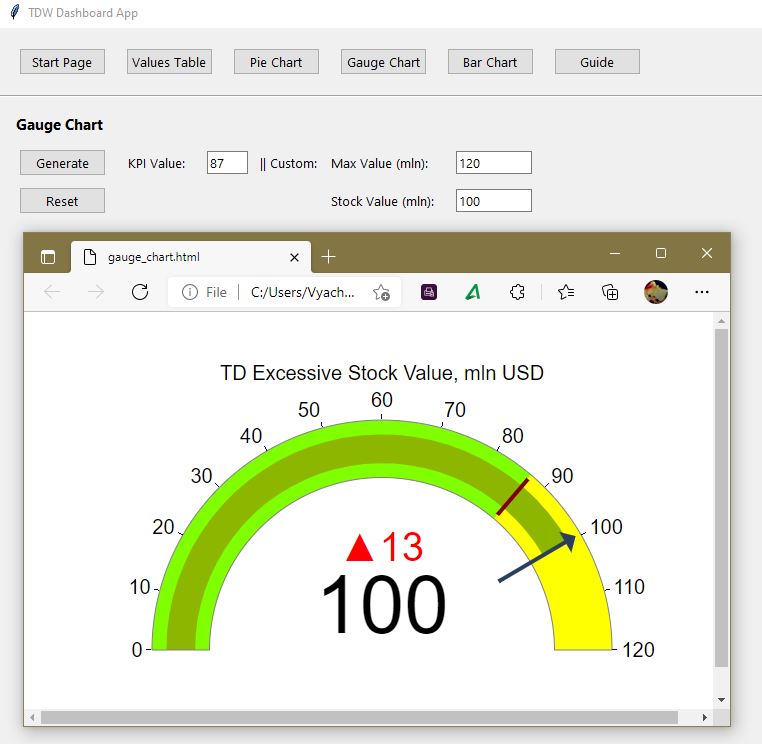 TDW Dashboard App
Start Page Values Table Pie Chart Gauge Chart Bar Chart Guide
Gauge Chart
Generate KPI Value: 87 || Custom: Max Value (mln): 120
Reset Stock Value (mln): 100
gauge_chart.html
File C:/Users/Vyach...
TD Excessive Stock Value, mln USD
60
50 70
40 80
30 90
20 100
▲13
100
10 110
0 120